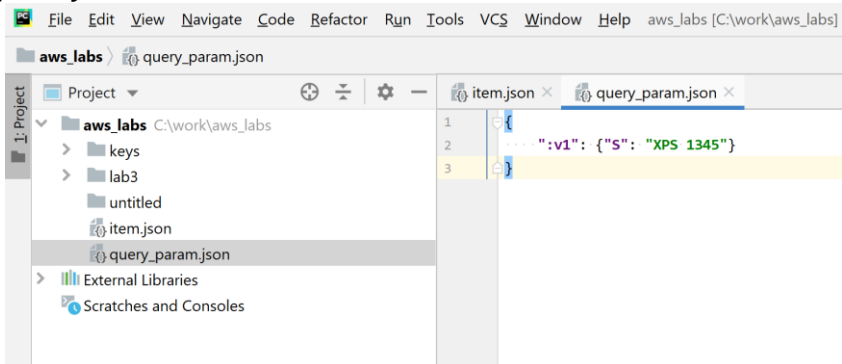 PC File Edit View Navigate Code Refactor Run Tools VCS Window Help aws_labs [C:\work\aws_labs]
aws_labs query_param.json
1: Project
Project
item.json × query_param.json ×
aws_labs C:\work\aws_labs
keys
lab3
untitled
item.json
query_param.json
External Libraries
Scratches and Consoles
1 {
2 ":v1": {"S": "XPS 1345"}
3 }